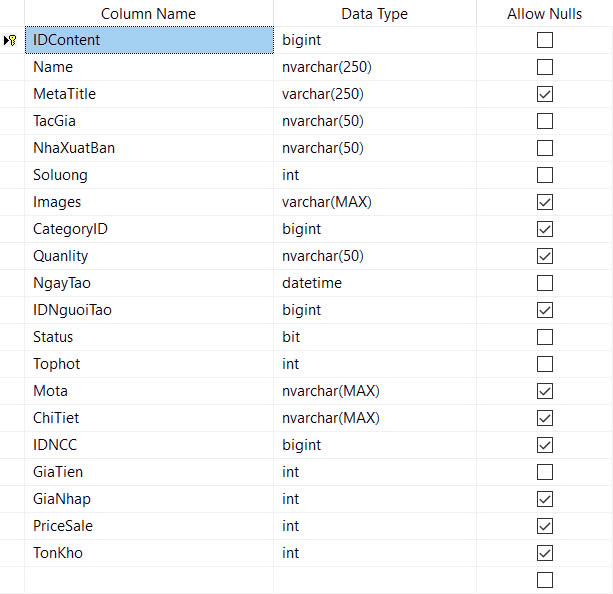 Column Name Data Type Allow Nulls
IDContent bigint
Name nvarchar(250)
MetaTitle varchar(250)
TacGia nvarchar(50)
NhaXuatBan nvarchar(50)
Soluong int
Images varchar(MAX)
CategoryID bigint
Quanlity nvarchar(50)
NgayTao datetime
IDNguoiTao bigint
Status bit
Tophot int
Mota nvarchar(MAX)
ChiTiet nvarchar(MAX)
IDNCC bigint
GiaTien int
GiaNhap int
PriceSale int
TonKho int